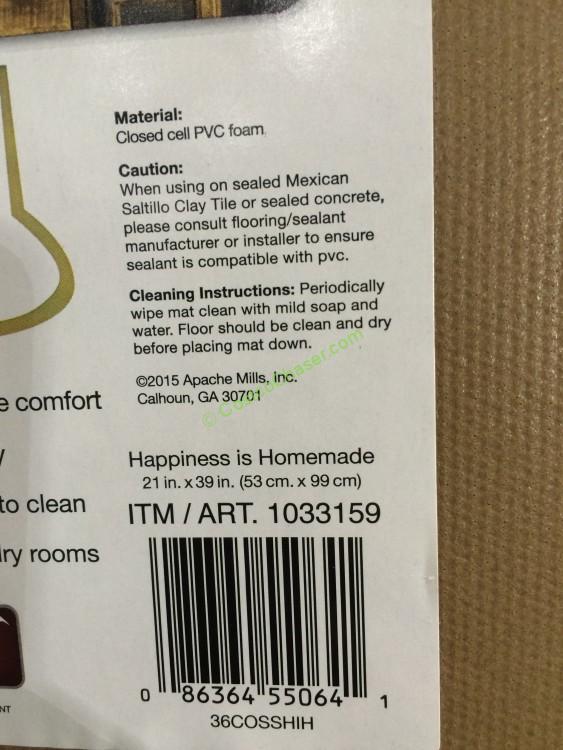 Material:
Closed cell PVC foam.
Caution:
When using on sealed Mexican
Saltillo Clay Tile or sealed concrete,
please consult flooring/sealant
manufacturer or installer to ensure
sealant is compatible with pvc.
Cleaning Instructions: Periodically
wipe mat clean with mild soap and
water. Floor should be clean and dry
before placing mat down.
©2015 Apache Mills, Inc.
Calhoun, GA 30701
e comfort
to clean
ry rooms
Happiness is Homemade
21 in. x 39 in. (53 cm. x 99 cm)
ITM / ART. 1033159
0 86364 55064 1
36COSSHIH
NT